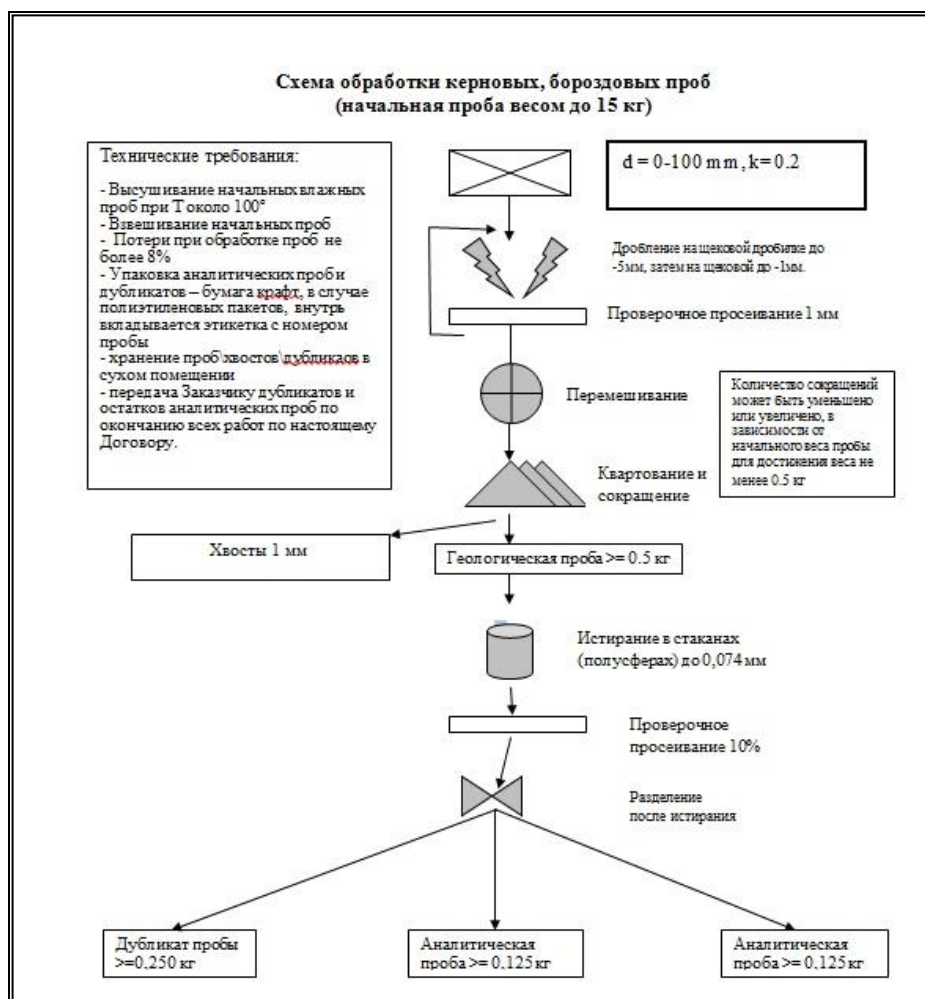 Схема обработки керновых, бороздовых проб
(начальная проба весом до 15 кг)
Технические требования:
- Высушивание начальных влажных
проб при Т около 100°
- Взвешивание начальных проб
- Потери при обработке проб не
более 8%
- Упаковка аналитических проб и
дубликатов – бумага крафт, в случае
полиэтиленовых пакетов, внутрь
вкладывается этикетка с номером
пробы
- хранение проб\хвостов\дубликаов в
сухом помещении
- передача Заказчику дубликатов и
остатков аналитических проб по
окончанию всех работ по настоящему
Договору.
d = 0-100 mm, k= 0.2
Дробление на щековой дробилке до
-5мм, затем на щековой до -1мм.
Проверочное просеивание 1 мм
Перемешивание
Количество сокращений
может быть уменьшено
или увеличено, в
зависимости от
начального веса пробы
для достижения веса не
менее 0.5 кг
Квартование и
сокращение
Хвосты 1 мм
Геологическая проба >= 0.5 кг
Истирание в стаканах
(полусферах) до 0,074 мм
Проверочное
просеивание 10%
Разделение
после истирания
Дубликат пробы
>=0,250 кг
Аналитическая
проба >= 0,125 кг
Аналитическая
проба >= 0,125 кг